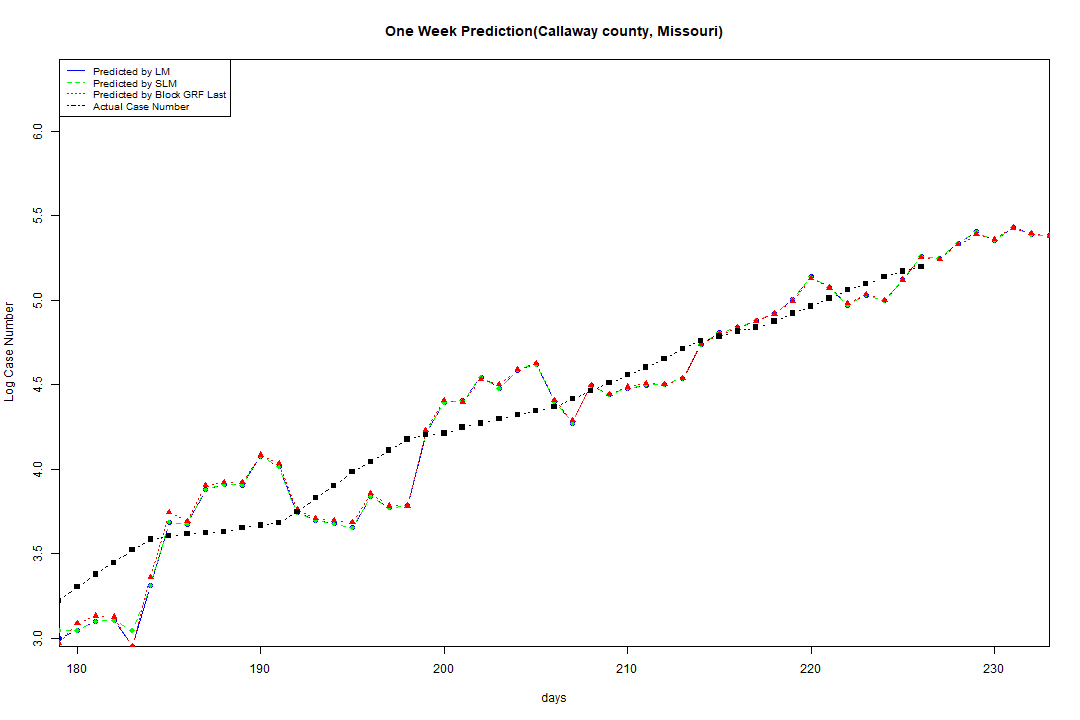 One Week Prediction(Callaway county, Missouri)
Predicted by LM
Predicted by SLM
Predicted by Block GRF Last
Actual Case Number
6.0
5.5
5.0
4.5
4.0
3.5
3.0
Log Case Number
180 190 200 210 220 230
days